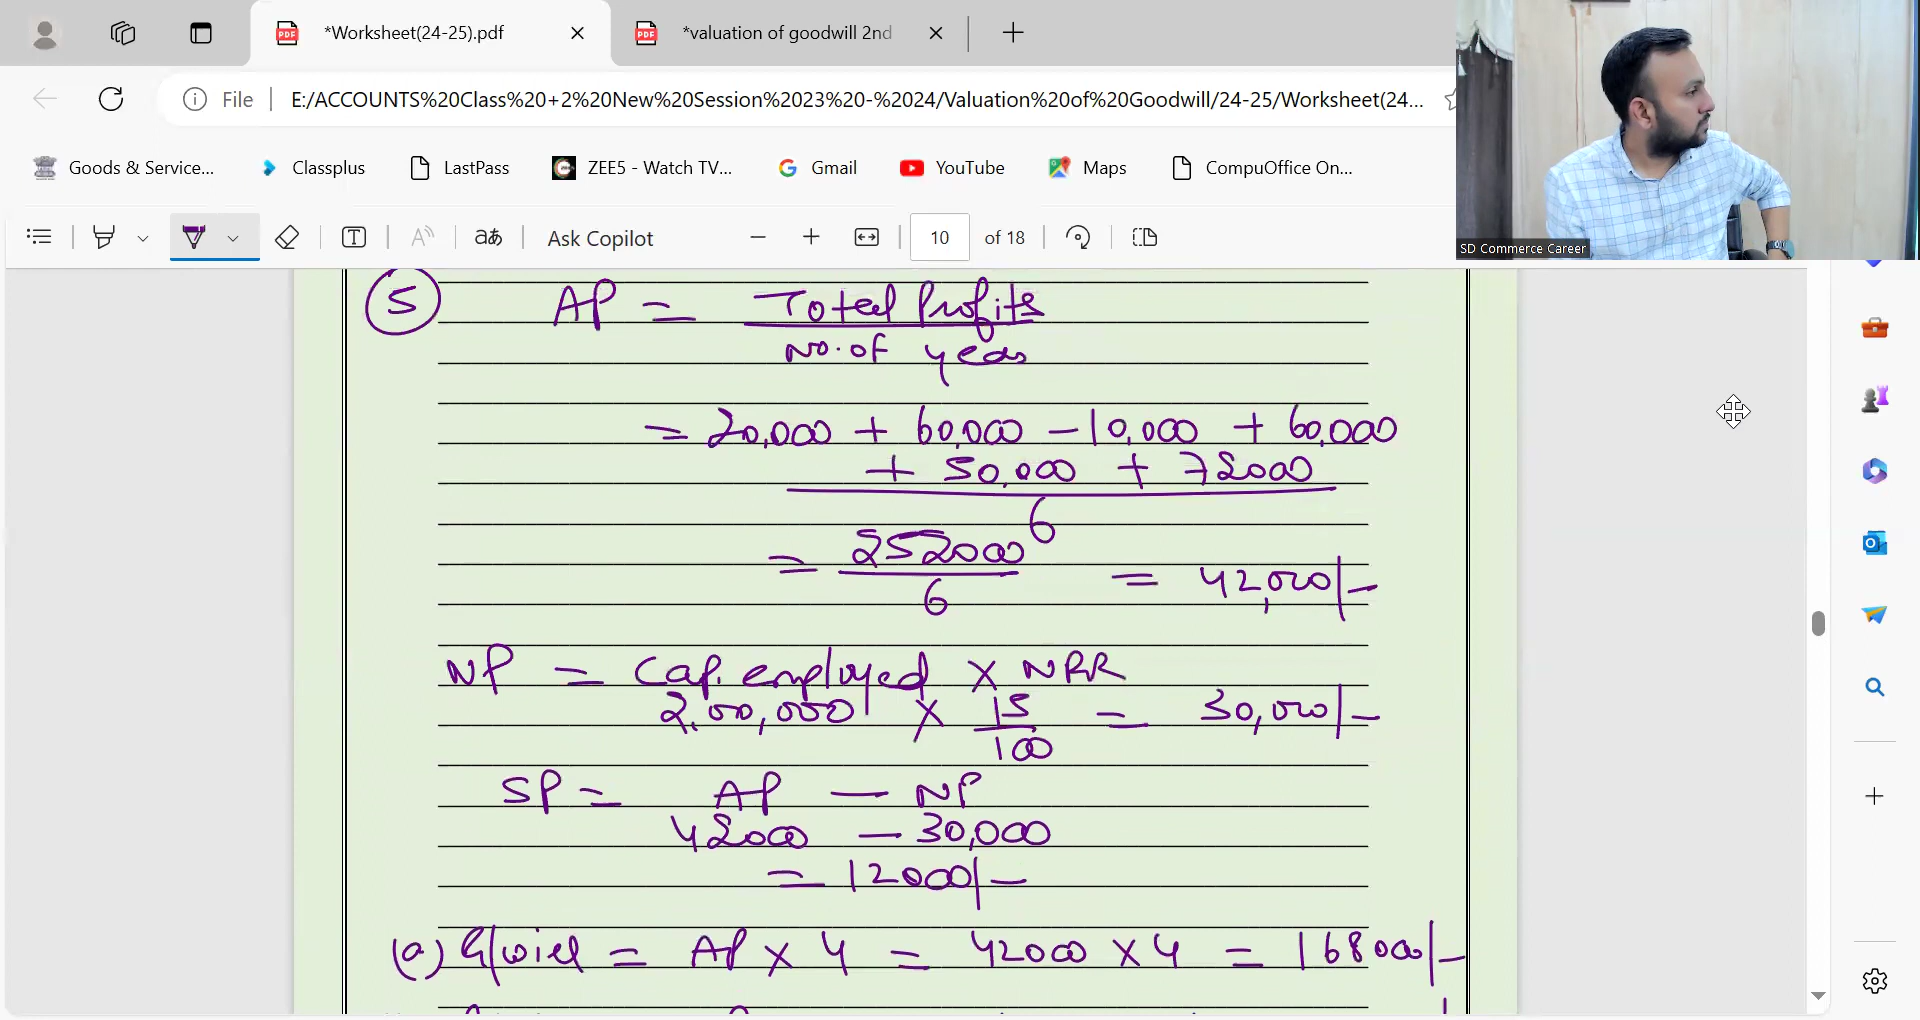 *Worksheet(24-25).pdf
*valuation of goodwill 2nd
File
E:/ACCOUNTS%20Class%20+2%20New%20Session%202023%20-%2024/Valuation%20of%20Goodwill/24-25/Worksheet(24...
Goods & Service...
Classplus
LastPass
ZEE5 - Watch TV...
Gmail
YouTube
Maps
CompuOffice On...
Ask Copilot
10 of 18
SD Commerce Career
5 AP = Total Profits
No. of years
= 20,000 + 60,000 - 10,000 + 60,000
+ 50,000 + 72000
6
= 252000
6
= 42,000/-
NP = Cap. employed × NRR
2,00,000 × 15/100 = 30,000/-
SP = AP - NP
42000 - 30,000
= 12000/-
(a) G/will = AP × 4 = 42000 × 4 = 168000/-